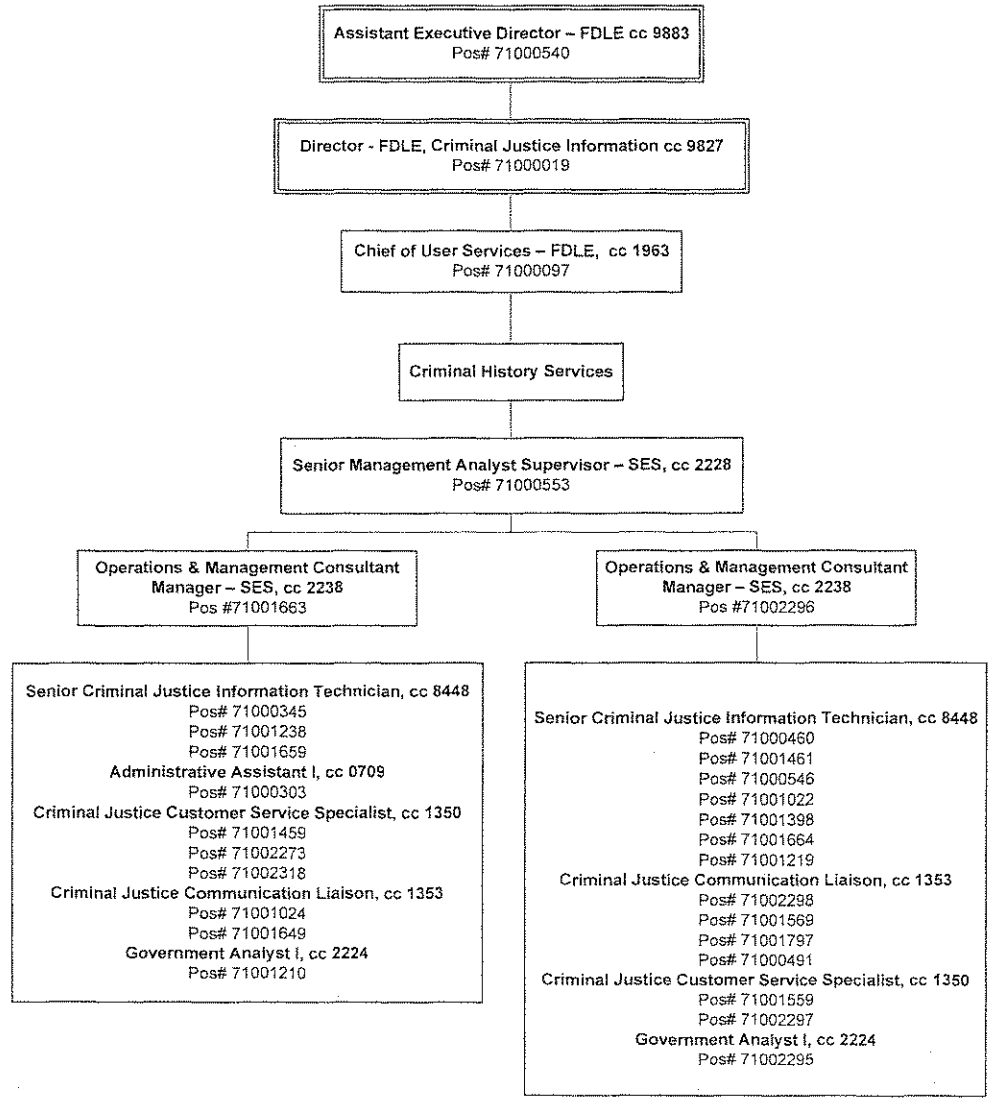 Assistant Executive Director – FDLE cc 9883
Pos# 71000540
Director - FDLE, Criminal Justice Information cc 9827
Pos# 71000019
Chief of User Services – FDLE, cc 1963
Pos# 71000097
Criminal History Services
Senior Management Analyst Supervisor – SES, cc 2228
Pos# 71000553
Operations & Management Consultant
Manager – SES, cc 2238
Pos #71001663
Operations & Management Consultant
Manager – SES, cc 2238
Pos #71002296
Senior Criminal Justice Information Technician, cc 8448
Pos# 71000345
Pos# 71001238
Pos# 71001659
Administrative Assistant I, cc 0709
Pos# 71000303
Criminal Justice Customer Service Specialist, cc 1350
Pos# 71001459
Pos# 71002273
Pos# 71002318
Criminal Justice Communication Liaison, cc 1353
Pos# 71001024
Pos# 71001649
Government Analyst I, cc 2224
Pos# 71001210
Senior Criminal Justice Information Technician, cc 8448
Pos# 71000460
Pos# 71001461
Pos# 71000546
Pos# 71001022
Pos# 71001398
Pos# 71001664
Pos# 71001219
Criminal Justice Communication Liaison, cc 1353
Pos# 71002298
Pos# 71001569
Pos# 71001797
Pos# 71000491
Criminal Justice Customer Service Specialist, cc 1350
Pos# 71001559
Pos# 71002297
Government Analyst I, cc 2224
Pos# 71002295